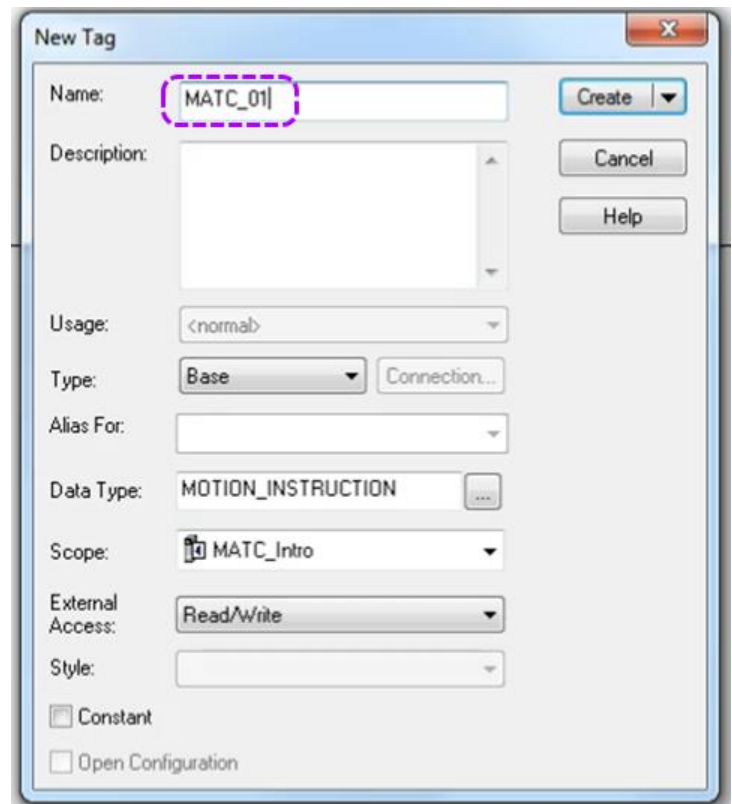 New Tag
Name: MATC_01 Create
Description: Cancel
Help
Usage: <normal>
Type: Base Connection...
Alias For:
Data Type: MOTION_INSTRUCTION ...
Scope: MATC_Intro
External Access: Read/Write
Style:
Constant
Open Configuration